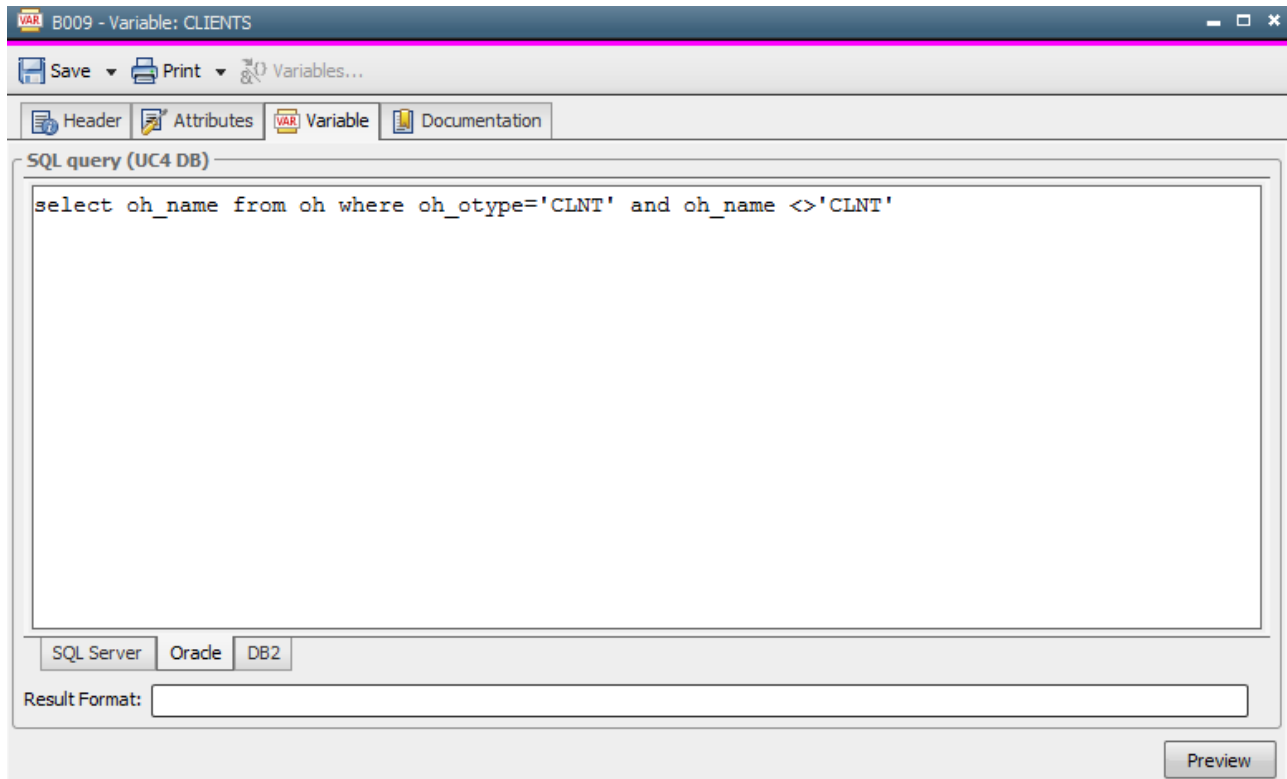 VAR B009 - Variable: CLIENTS
Save Print Variables...
Header Attributes VAR Variable Documentation
SQL query (UC4 DB)
select oh_name from oh where oh_otype='CLNT' and oh_name <>'CLNT'
SQL Server Oracle DB2
Result Format:
Preview